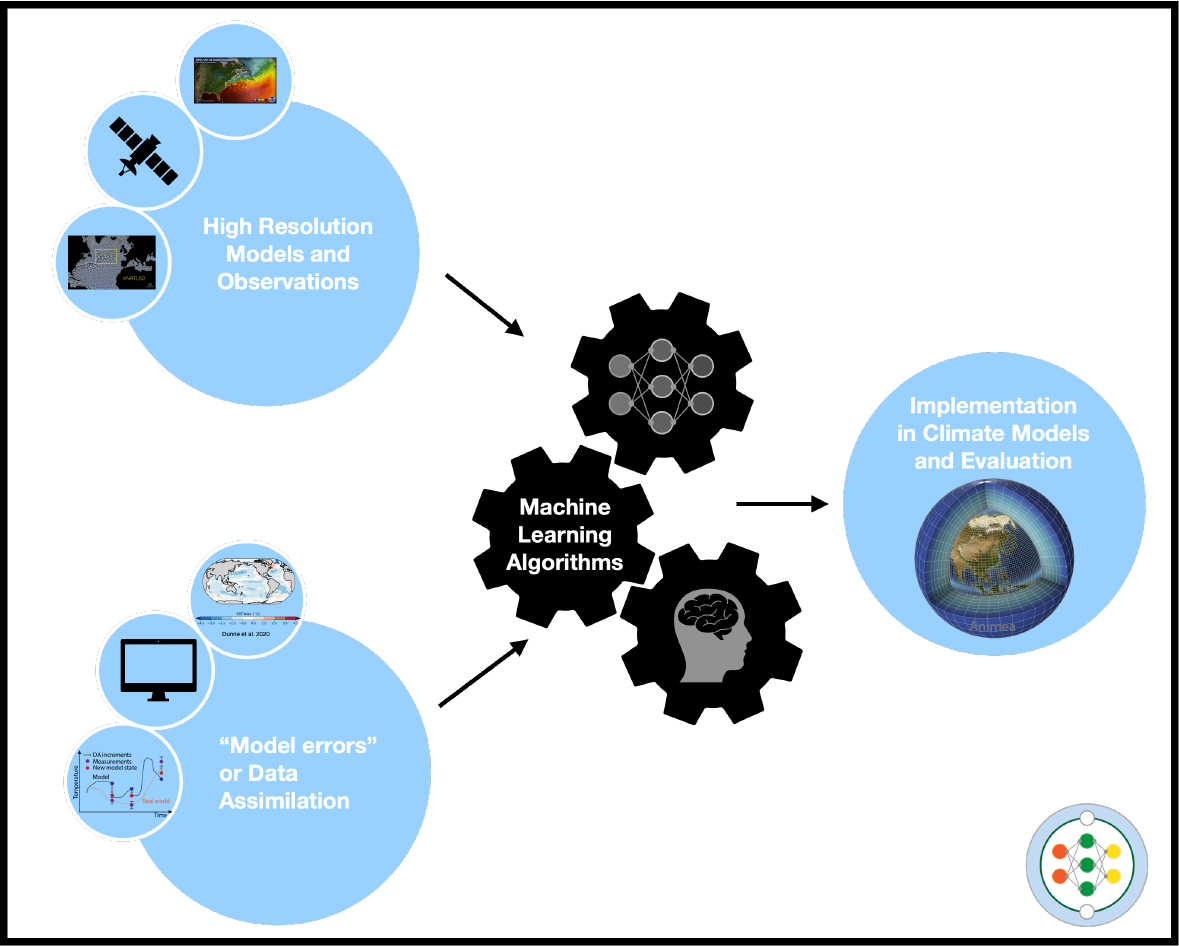 High Resolution
Models and
Observations
eNATL60
Machine
Learning
Algorithms
Implementation
in Climate Models
and Evaluation
Animea
SST bias (°C)
Dunne et al. 2020
DA increments
Measurements
New model state
Model
Real world
Temperature
Time
“Model errors”
or Data
Assimilation